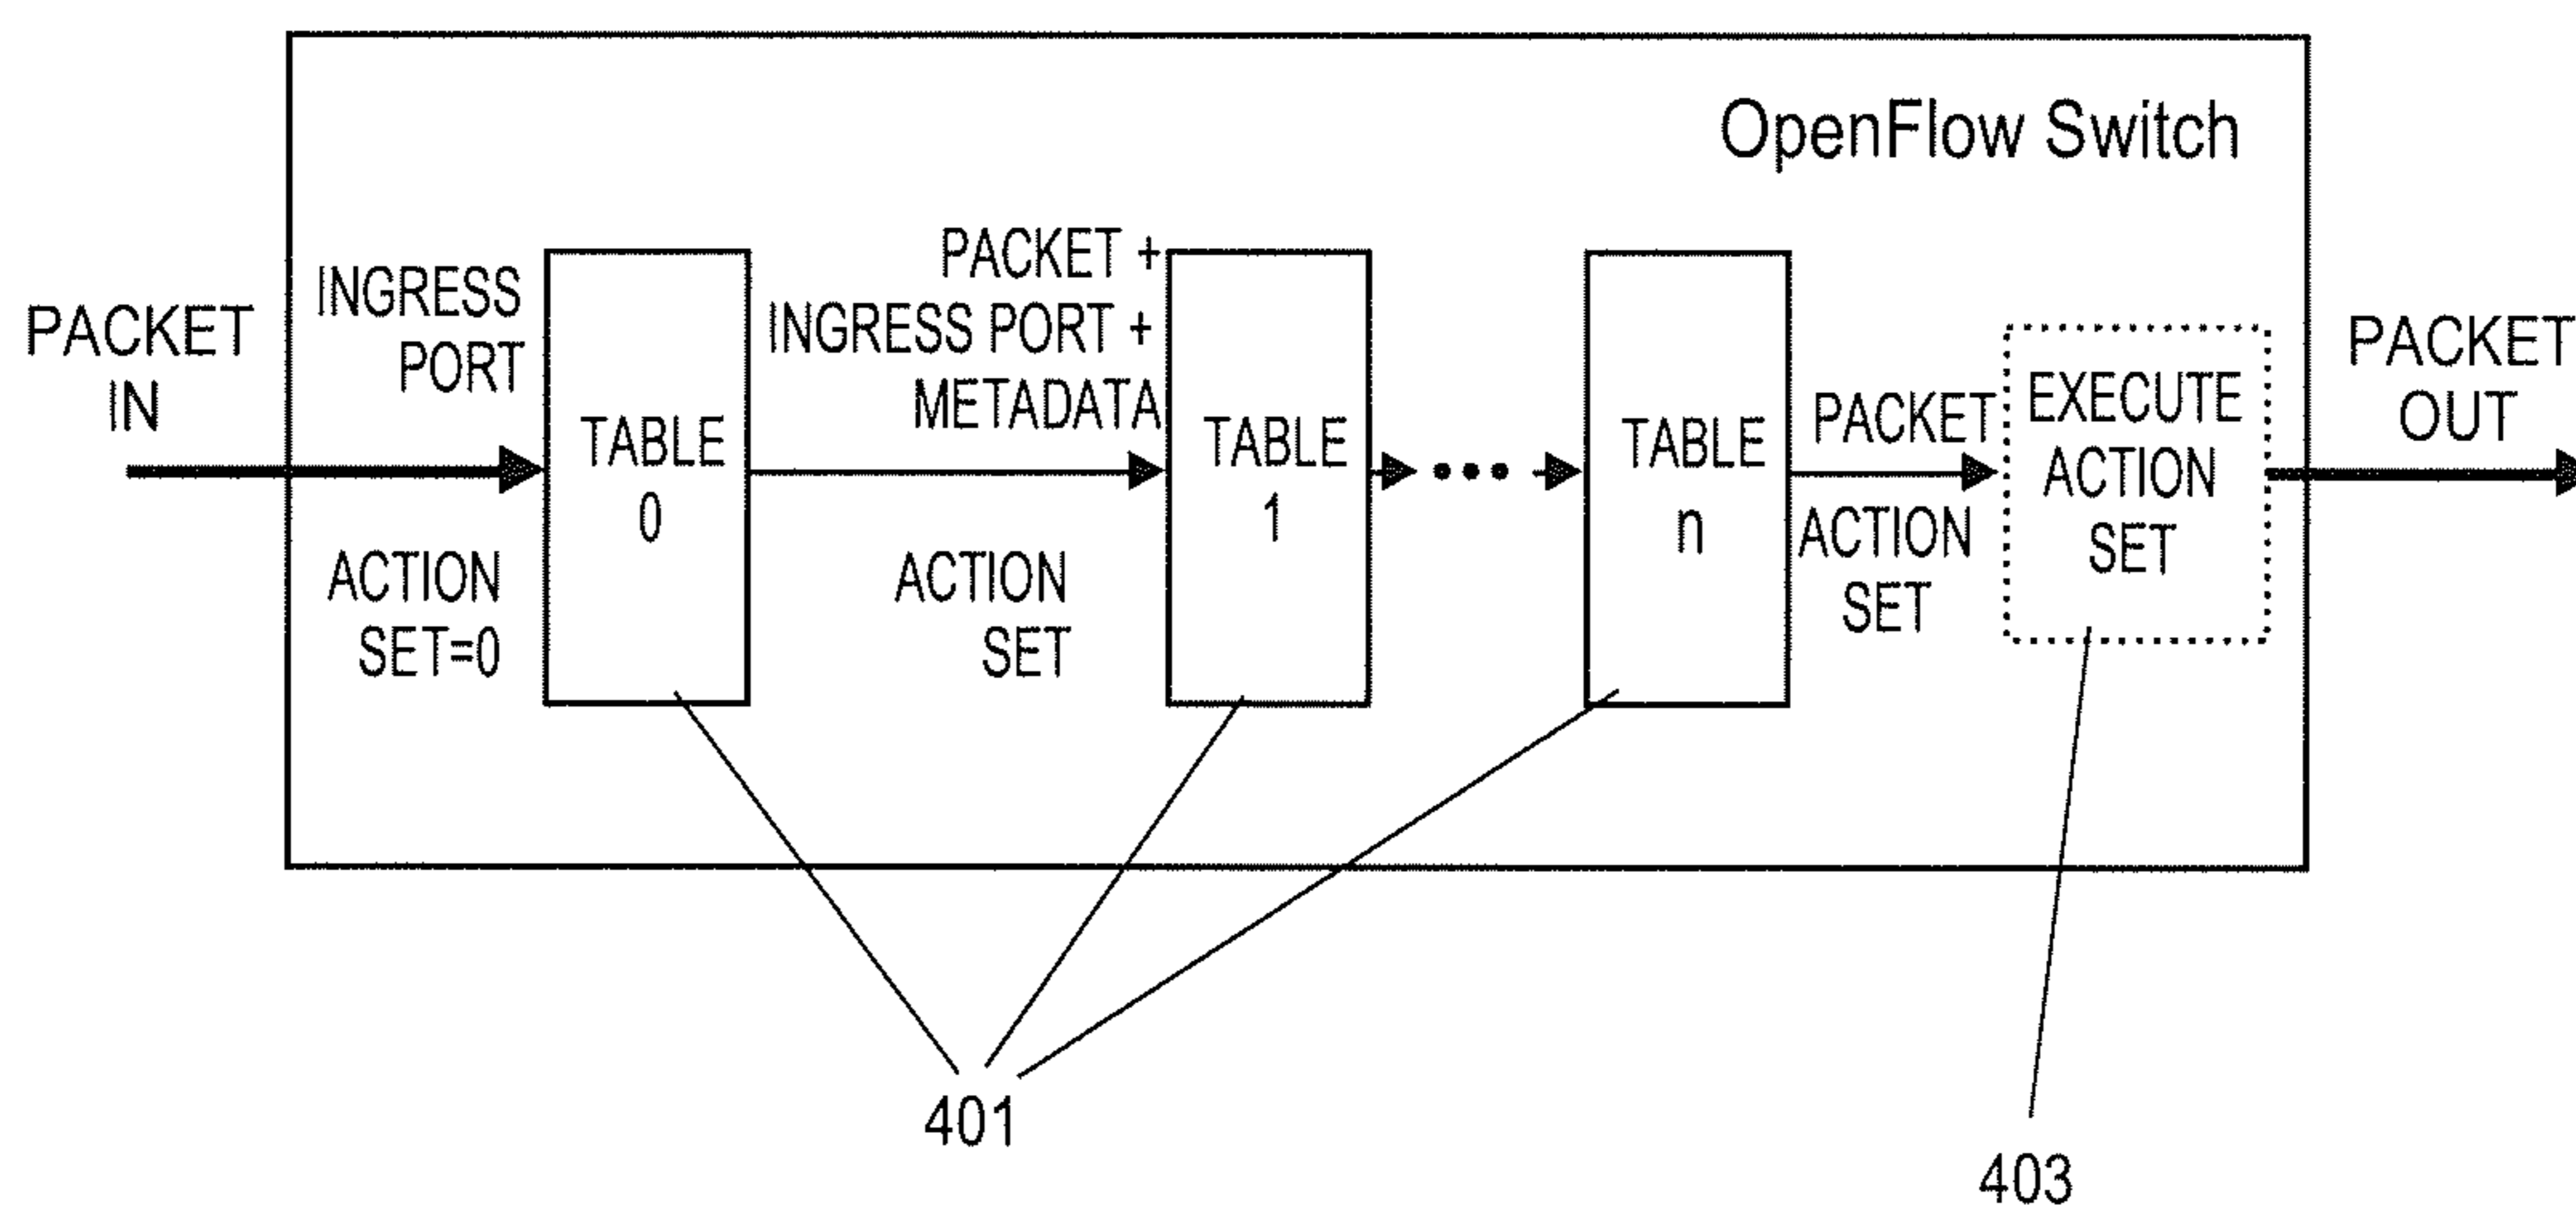 OpenFlow Switch
PACKET
IN
INGRESS
PORT
ACTION
SET=0
TABLE
0
PACKET +
INGRESS PORT +
METADATA
ACTION
SET
TABLE
1
•••
TABLE
n
PACKET
ACTION
SET
EXECUTE
ACTION
SET
PACKET
OUT
401
403